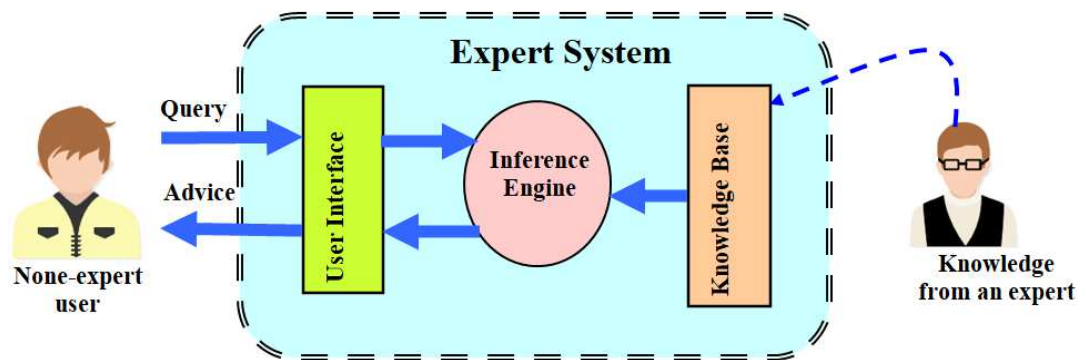 Expert System
Query
Advice
None-expert
user
User Interface
Inference
Engine
Knowledge Base
Knowledge
from an expert